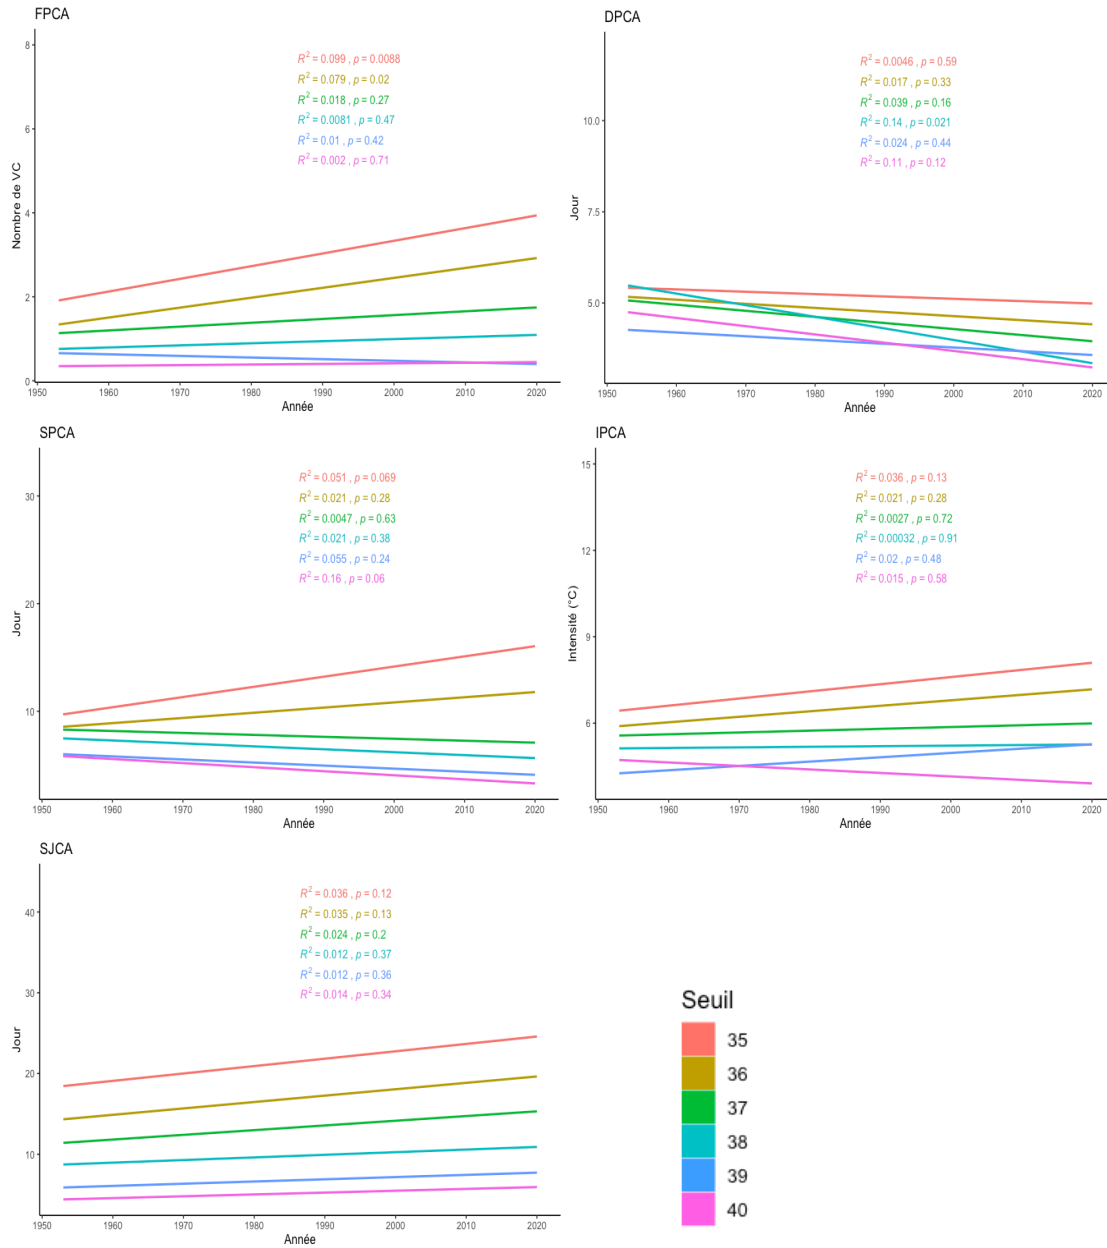 FPCA
R² = 0.099 , p = 0.0088
R² = 0.079 , p = 0.02
R² = 0.018 , p = 0.27
R² = 0.0081 , p = 0.47
R² = 0.01 , p = 0.42
R² = 0.002 , p = 0.71
Nombre de VC
8
6
4
2
0
1950 1960 1970 1980 1990 2000 2010 2020
Année
DPCA
R² = 0.0046 , p = 0.59
R² = 0.017 , p = 0.33
R² = 0.039 , p = 0.16
R² = 0.14 , p = 0.021
R² = 0.024 , p = 0.44
R² = 0.11 , p = 0.12
Jour
10.0
7.5
5.0
1950 1960 1970 1980 1990 2000 2010 2020
Année
SPCA
R² = 0.051 , p = 0.069
R² = 0.021 , p = 0.28
R² = 0.0047 , p = 0.63
R² = 0.021 , p = 0.38
R² = 0.055 , p = 0.24
R² = 0.16 , p = 0.06
Jour
30
20
10
1950 1960 1970 1980 1990 2000 2010 2020
Année
IPCA
R² = 0.036 , p = 0.13
R² = 0.021 , p = 0.28
R² = 0.0027 , p = 0.72
R² = 0.00032 , p = 0.91
R² = 0.02 , p = 0.48
R² = 0.015 , p = 0.58
Intensité (°C)
15
12
9
6
1950 1960 1970 1980 1990 2000 2010 2020
Année
SJCA
R² = 0.036 , p = 0.12
R² = 0.035 , p = 0.13
R² = 0.024 , p = 0.2
R² = 0.012 , p = 0.37
R² = 0.012 , p = 0.36
R² = 0.014 , p = 0.34
Jour
40
30
20
10
1950 1960 1970 1980 1990 2000 2010 2020
Année
Seuil
35
36
37
38
39
40